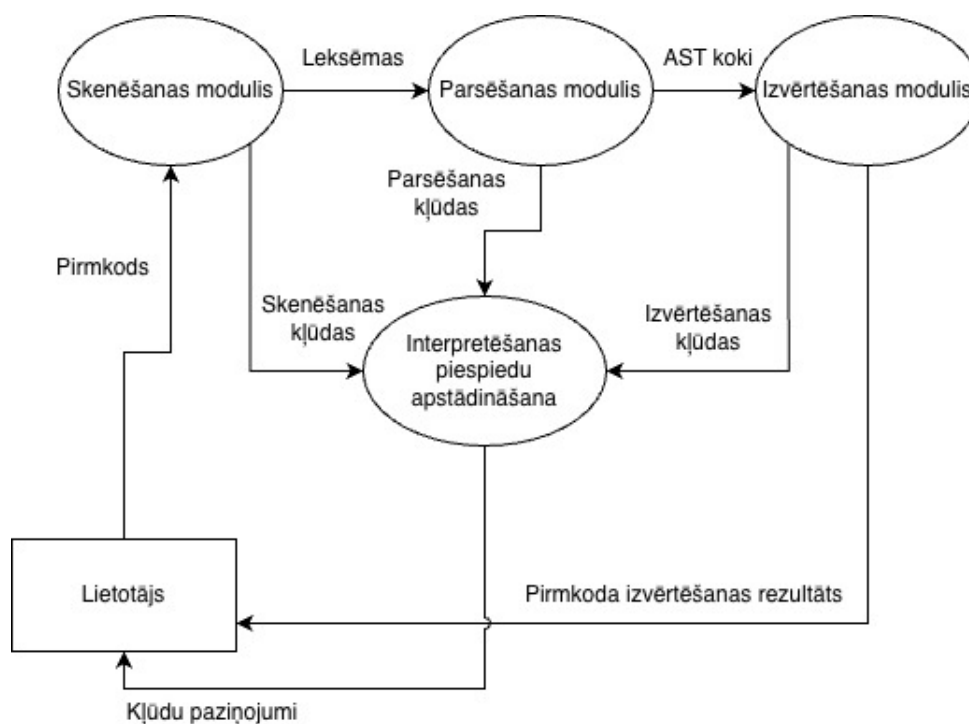 Leksēmas
AST koki
Skenēšanas modulis
Parsēšanas modulis
Izvērtēšanas modulis
Parsēšanas
kļūdas
Pirmkods
Skenēšanas
kļūdas
Izvērtēšanas
kļūdas
Interpretēšanas
piespiedu
apstādināšana
Lietotājs
Pirmkoda izvērtēšanas rezultāts
Kļūdu paziņojumi